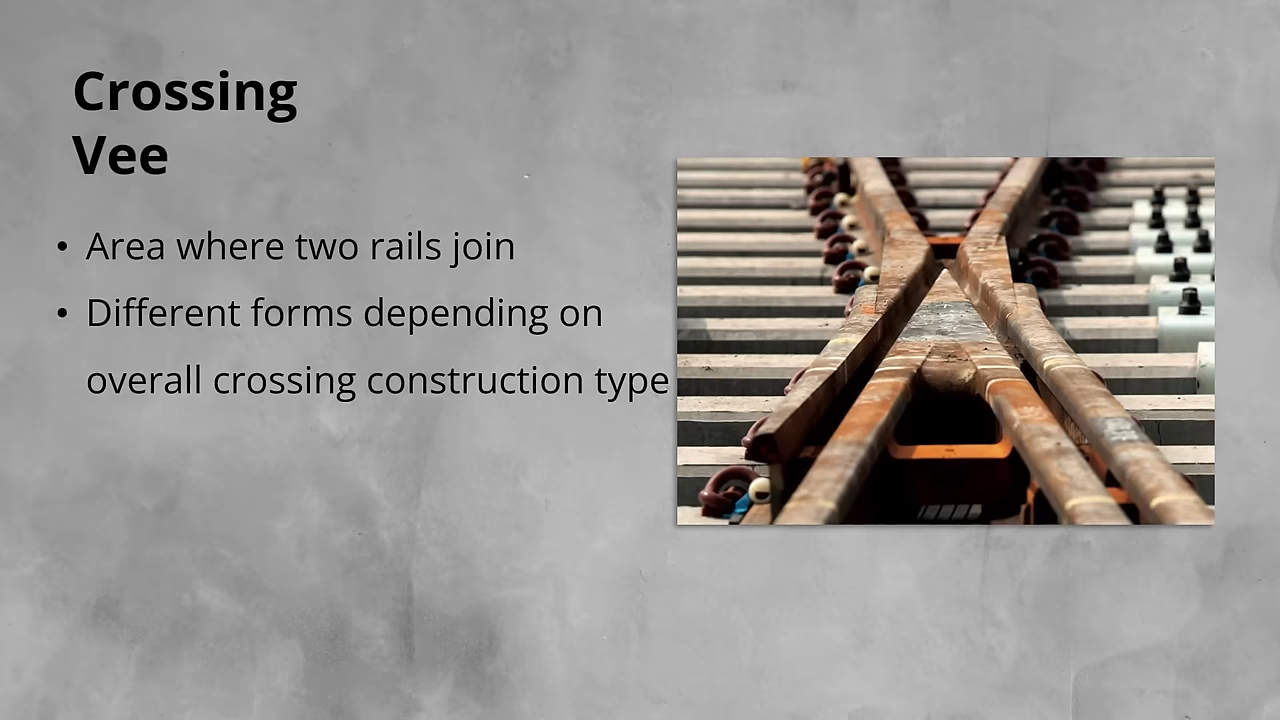 Crossing
Vee
• Area where two rails join
• Different forms depending on
overall crossing construction type